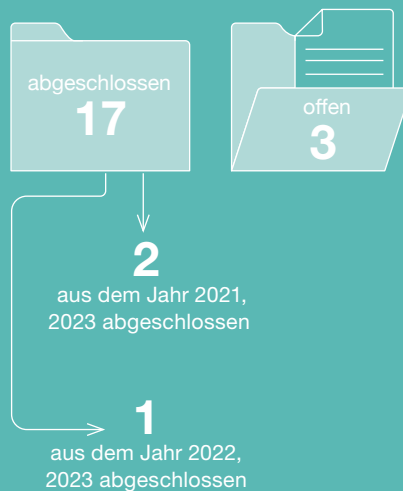 abgeschlossen
17
offen
3
2
aus dem Jahr 2021,
2023 abgeschlossen
1
aus dem Jahr 2022,
2023 abgeschlossen